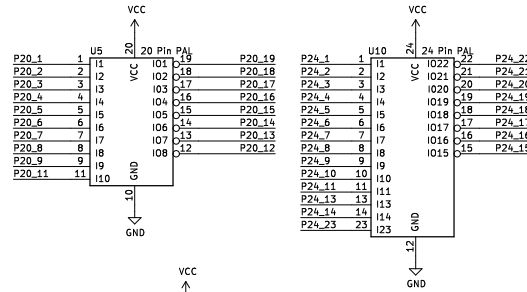 VCC
VCC
U5
20 Pin PAL
20
VCC
P20_1 1 I1 IO1 19 P20_19
P20_2 2 I2 IO2 18 P20_18
P20_3 3 I3 IO3 17 P20_17
P20_4 4 I4 IO4 16 P20_16
P20_5 5 I5 IO5 15 P20_15
P20_6 6 I6 IO6 14 P20_14
P20_7 7 I7 IO7 13 P20_13
P20_8 8 I8 IO8 12 P20_12
P20_9 9 I9
P20_11 11 I10
GND
10
GND
U10
24 Pin PAL
24
VCC
P24_1 1 I1 IO22 22 P24_22
P24_2 2 I2 IO21 21 P24_21
P24_3 3 I3 IO20 20 P24_20
P24_4 4 I4 IO19 19 P24_19
P24_5 5 I5 IO18 18 P24_18
P24_6 6 I6 IO17 17 P24_17
P24_7 7 I7 IO16 16 P24_16
P24_8 8 I8 IO15 15 P24_15
P24_9 9 I9
P24_10 10 I10
P24_11 11 I11
P24_13 13 I13
P24_14 14 I14
P24_23 23 I23
GND
12
GND
VCC